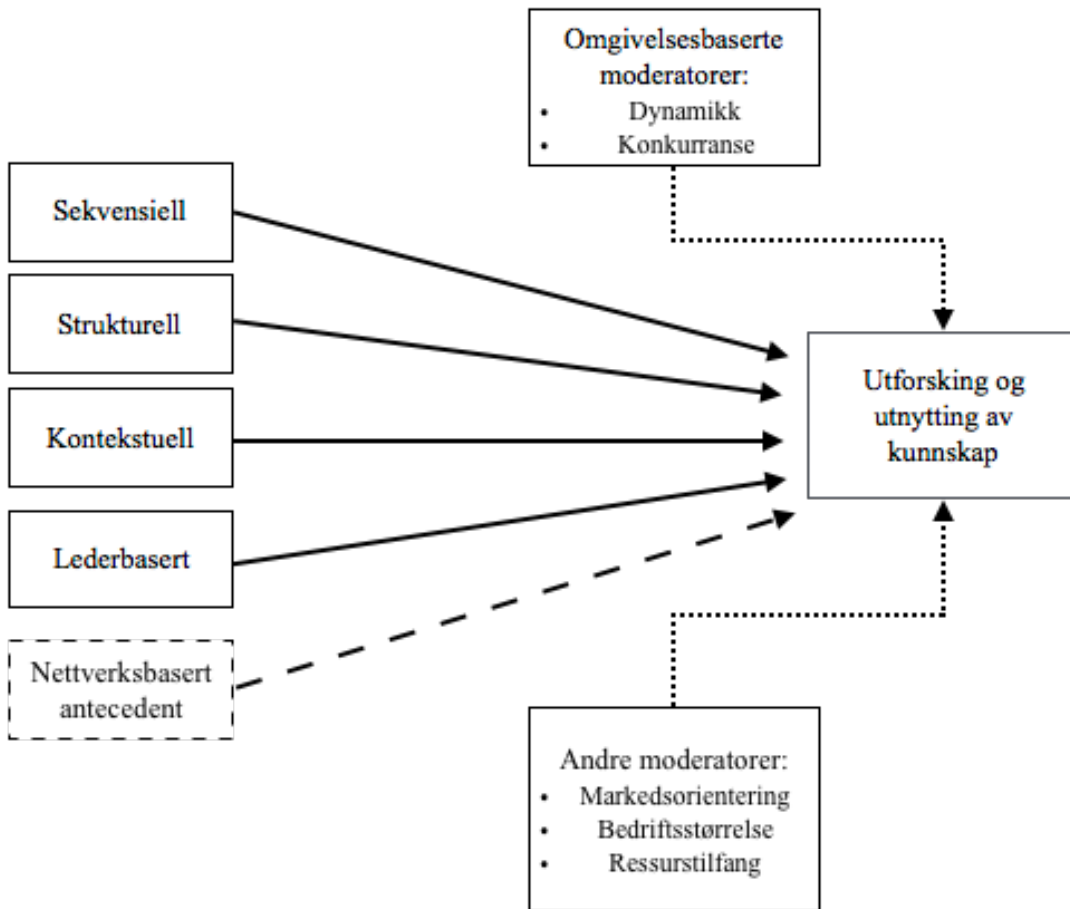 Omgivelsesbaserte
moderatorer:
• Dynamikk
• Konkurranse
Sekvensiell
Strukturell
Kontekstuell
Lederbasert
Nettverksbasert
antecedent
Utforsking og
utnytting av
kunnskap
Andre moderatorer:
• Markedsorientering
• Bedriftsstørrelse
• Ressurstilfang